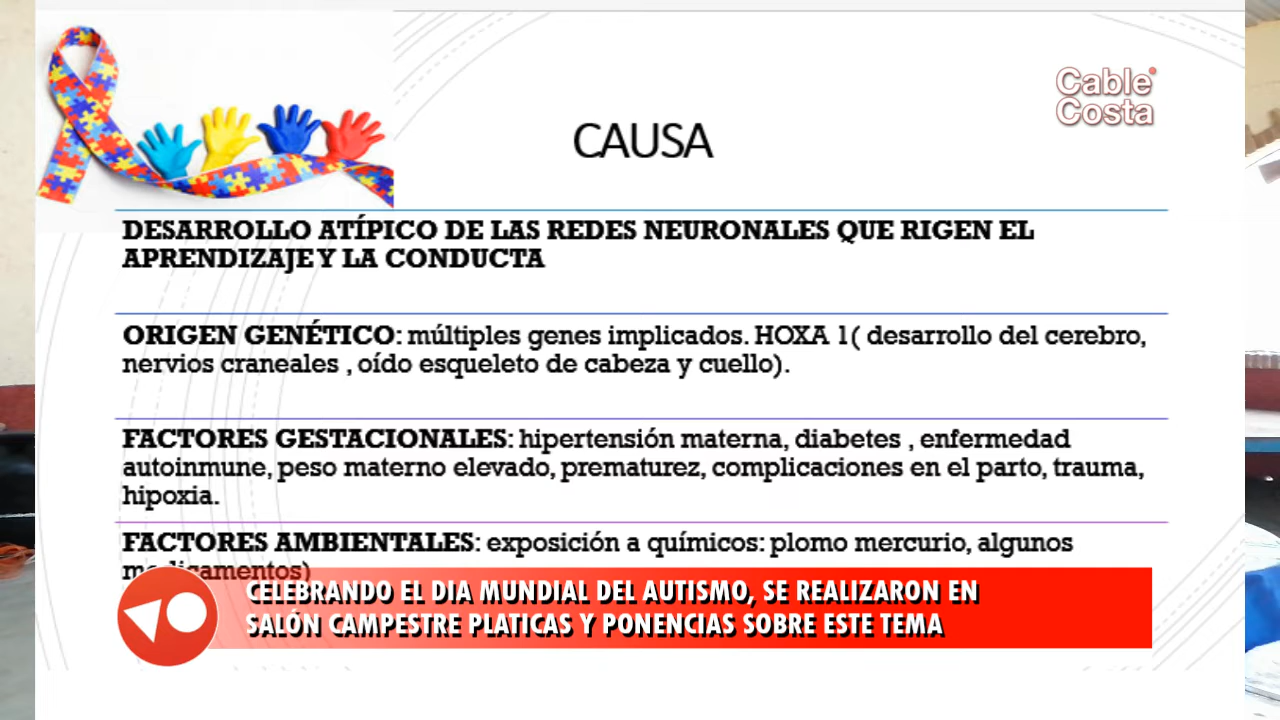 Cable
Costa
CAUSA
DESARROLLO ATÍPICO DE LAS REDES NEURONALES QUE RIGEN EL
APRENDIZAJE Y LA CONDUCTA
ORIGEN GENÉTICO: múltiples genes implicados. HOXA 1( desarrollo del cerebro,
nervios craneales , oído esqueleto de cabeza y cuello).
FACTORES GESTACIONALES: hipertensión materna, diabetes , enfermedad
autoinmune, peso materno elevado, prematurez, complicaciones en el parto, trauma,
hipoxia.
FACTORES AMBIENTALES: exposición a químicos: plomo mercurio, algunos
medicamentos)
CELEBRANDO EL DIA MUNDIAL DEL AUTISMO, SE REALIZARON EN
SALÓN CAMPESTRE PLATICAS Y PONENCIAS SOBRE ESTE TEMA